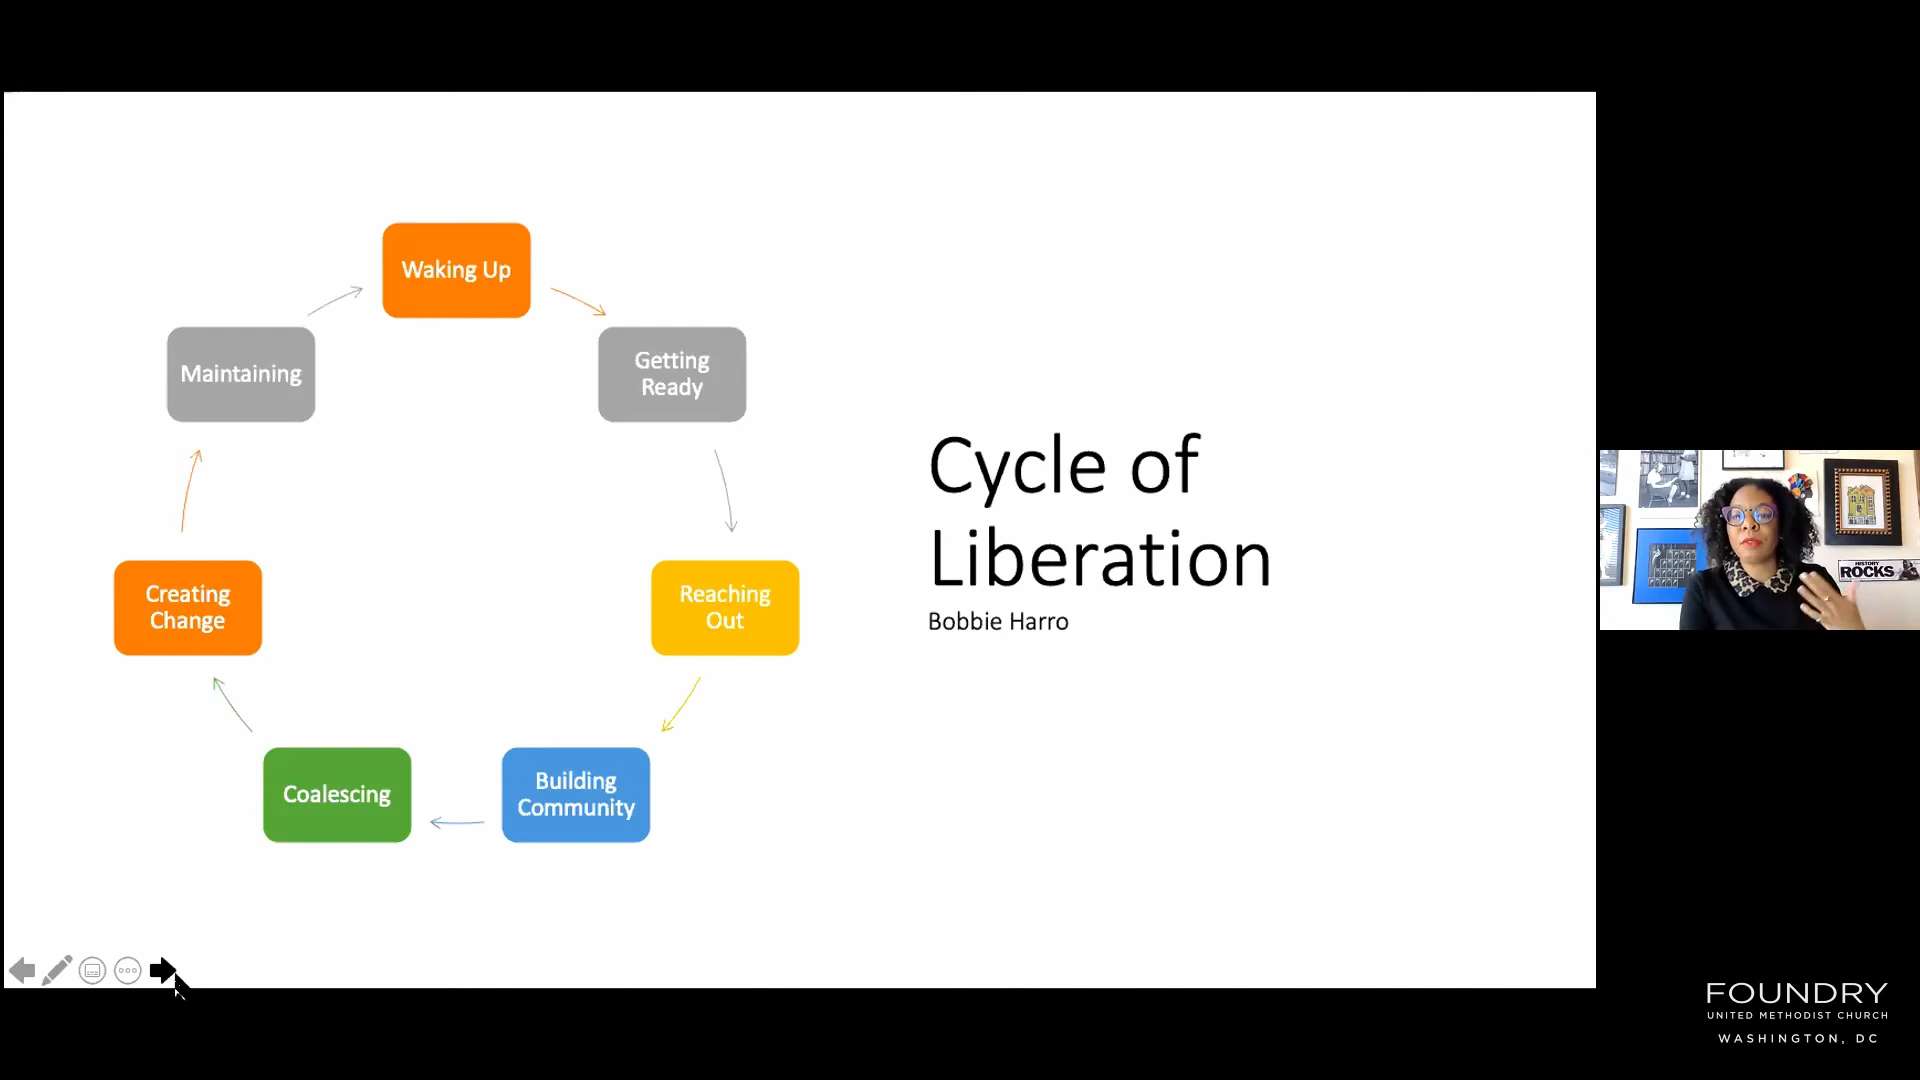 Waking Up
Getting
Ready
Reaching
Out
Building
Community
Coalescing
Creating
Change
Maintaining
Cycle of
Liberation
Bobbie Harro
HISTORY
ROCKS
FOUNDRY
UNITED METHODIST CHURCH
WASHINGTON, DC